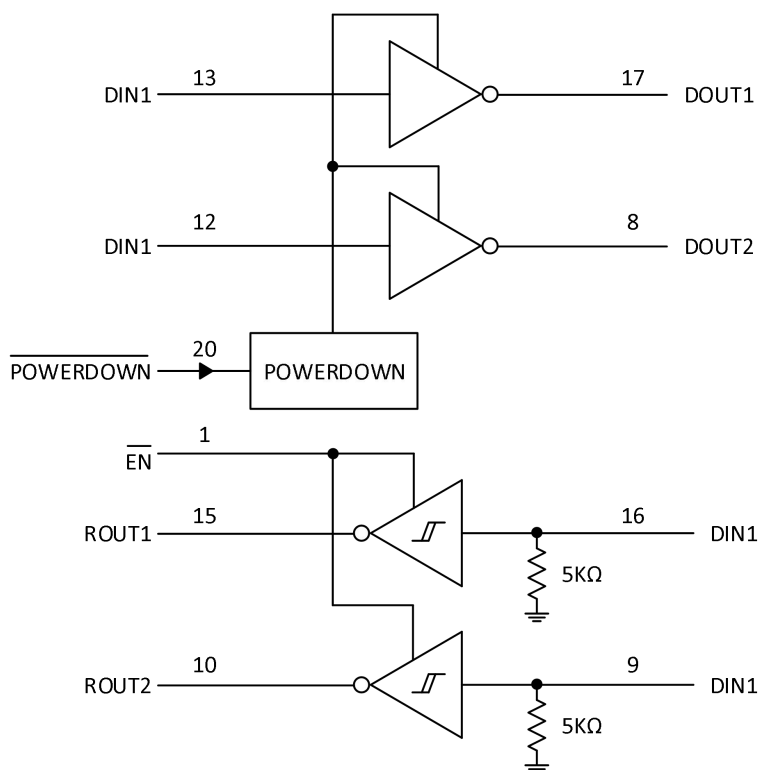 DIN1 13 17 DOUT1
DIN1 12 8 DOUT2
POWERDOWN 20 POWERDOWN
EN 1
ROUT1 15 16 DIN1
5KΩ
ROUT2 10 9 DIN1
5KΩ